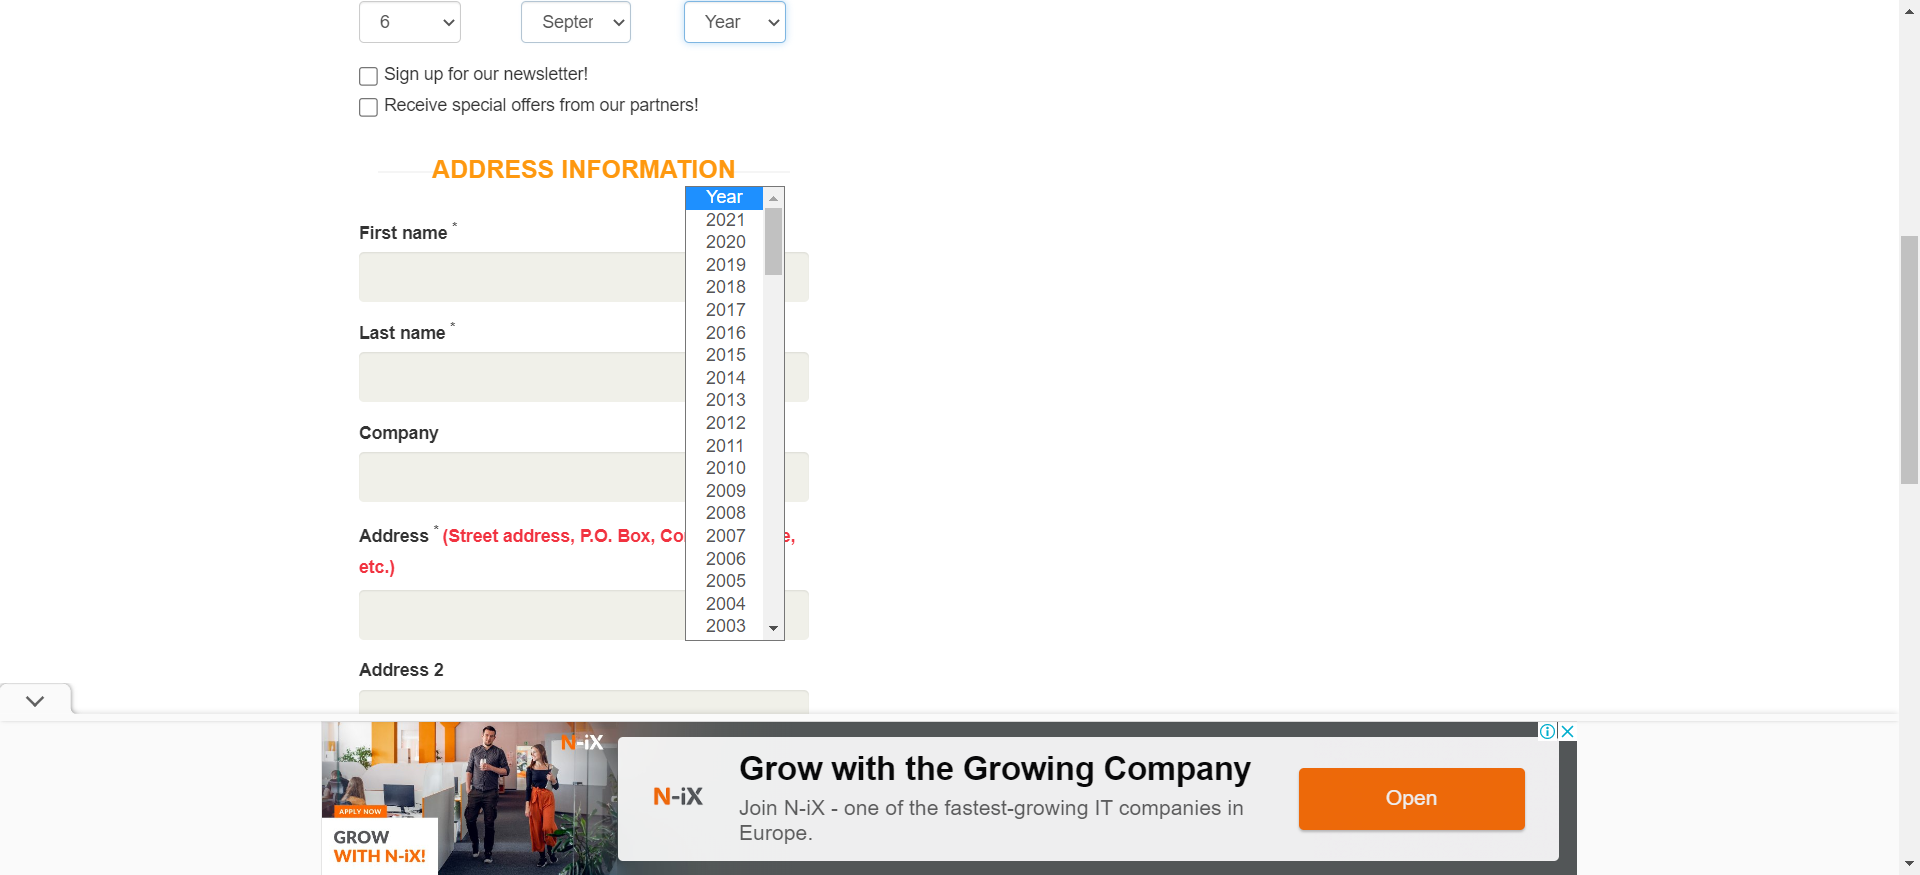 6 Septer Year
Sign up for our newsletter!
Receive special offers from our partners!
ADDRESS INFORMATION
Year
2021
2020
2019
2018
2017
2016
2015
2014
2013
2012
2011
2010
2009
2008
2007
2006
2005
2004
2003
First name *
Last name *
Company
Address * (Street address, P.O. Box, Co e,
etc.)
Address 2
N-iX
APPLY NOW
GROW
WITH N-iX!
N-iX
Grow with the Growing Company
Join N-iX - one of the fastest-growing IT companies in
Europe.
Open